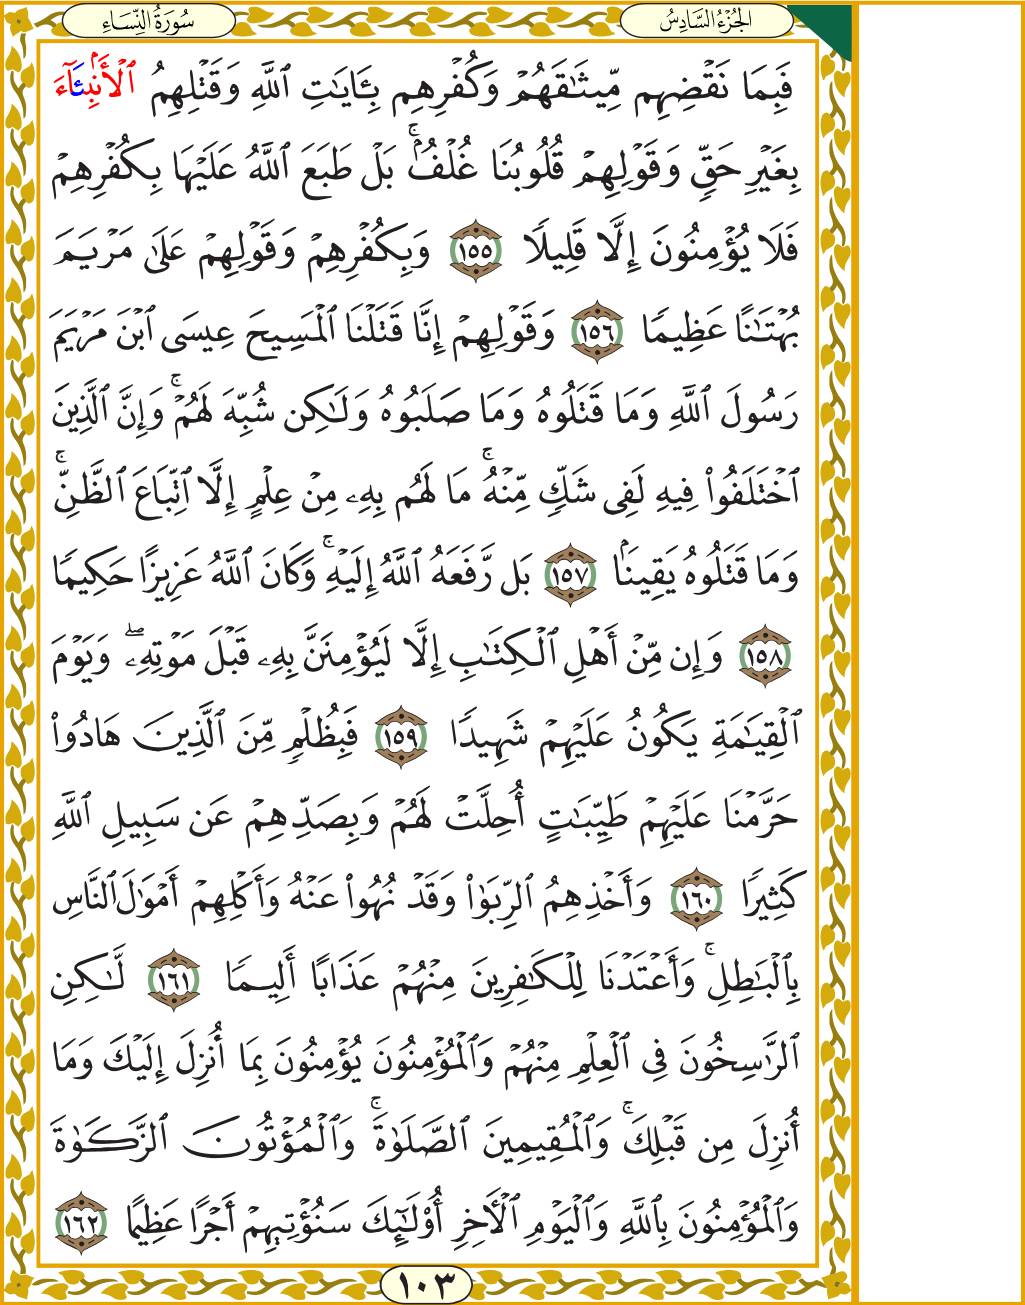 الجُزْءُ السَّادِسُ
سُورَةُ النِّسَاءِ
فَبِمَا نَقْضِهِم مِّيثَٰقَهُمْ وَكُفْرِهِم بِـَٔايَٰتِ ٱللَّهِ وَقَتْلِهِمُ ٱلْأَنۢبِـَٔآءَ
بِغَيْرِ حَقٍّ وَقَوْلِهِمْ قُلُوبُنَا غُلْفٌۢ ۚ بَلْ طَبَعَ ٱللَّهُ عَلَيْهَا بِكُفْرِهِمْ
فَلَا يُؤْمِنُونَ إِلَّا قَلِيلًا ١٥٥ وَبِكُفْرِهِمْ وَقَوْلِهِمْ عَلَىٰ مَرْيَمَ
بُهْتَٰنًا عَظِيمًا ١٥٦ وَقَوْلِهِمْ إِنَّا قَتَلْنَا ٱلْمَسِيحَ عِيسَى ٱبْنَ مَرْيَمَ
رَسُولَ ٱللَّهِ وَمَا قَتَلُوهُ وَمَا صَلَبُوهُ وَلَٰكِن شُبِّهَ لَهُمْ ۚ وَإِنَّ ٱلَّذِينَ
ٱخْتَلَفُوا۟ فِيهِ لَفِى شَكٍّ مِّنْهُ ۚ مَا لَهُم بِهِۦ مِنْ عِلْمٍ إِلَّا ٱتِّبَاعَ ٱلظَّنِّ ۚ
وَمَا قَتَلُوهُ يَقِينًۢا ١٥٧ بَل رَّفَعَهُ ٱللَّهُ إِلَيْهِ ۚ وَكَانَ ٱللَّهُ عَزِيزًا حَكِيمًا
١٥٨ وَإِن مِّنْ أَهْلِ ٱلْكِتَٰبِ إِلَّا لَيُؤْمِنَنَّ بِهِۦ قَبْلَ مَوْتِهِۦ ۖ وَيَوْمَ
ٱلْقِيَٰمَةِ يَكُونُ عَلَيْهِمْ شَهِيدًا ١٥٩ فَبِظُلْمٍ مِّنَ ٱلَّذِينَ هَادُوا۟
حَرَّمْنَا عَلَيْهِمْ طَيِّبَٰتٍ أُحِلَّتْ لَهُمْ وَبِصَدِّهِمْ عَن سَبِيلِ ٱللَّهِ
كَثِيرًا ١٦٠ وَأَخْذِهِمُ ٱلرِّبَوٰا۟ وَقَدْ نُهُوا۟ عَنْهُ وَأَكْلِهِمْ أَمْوَٰلَ ٱلنَّاسِ
بِٱلْبَٰطِلِ ۚ وَأَعْتَدْنَا لِلْكَٰفِرِينَ مِنْهُمْ عَذَابًا أَلِيمًا ١٦١ لَّٰكِنِ
ٱلرَّٰسِخُونَ فِى ٱلْعِلْمِ مِنْهُمْ وَٱلْمُؤْمِنُونَ يُؤْمِنُونَ بِمَا أُنزِلَ إِلَيْكَ وَمَا
أُنزِلَ مِن قَبْلِكَ ۚ وَٱلْمُقِيمِينَ ٱلصَّلَوٰةَ ۚ وَٱلْمُؤْتُونَ ٱلزَّكَوٰةَ
وَٱلْمُؤْمِنُونَ بِٱللَّهِ وَٱلْيَوْمِ ٱلْأَخِرِ أُو۟لَٰٓئِكَ سَنُؤْتِيهِمْ أَجْرًا عَظِيمًا ١٦٢
١٠٣